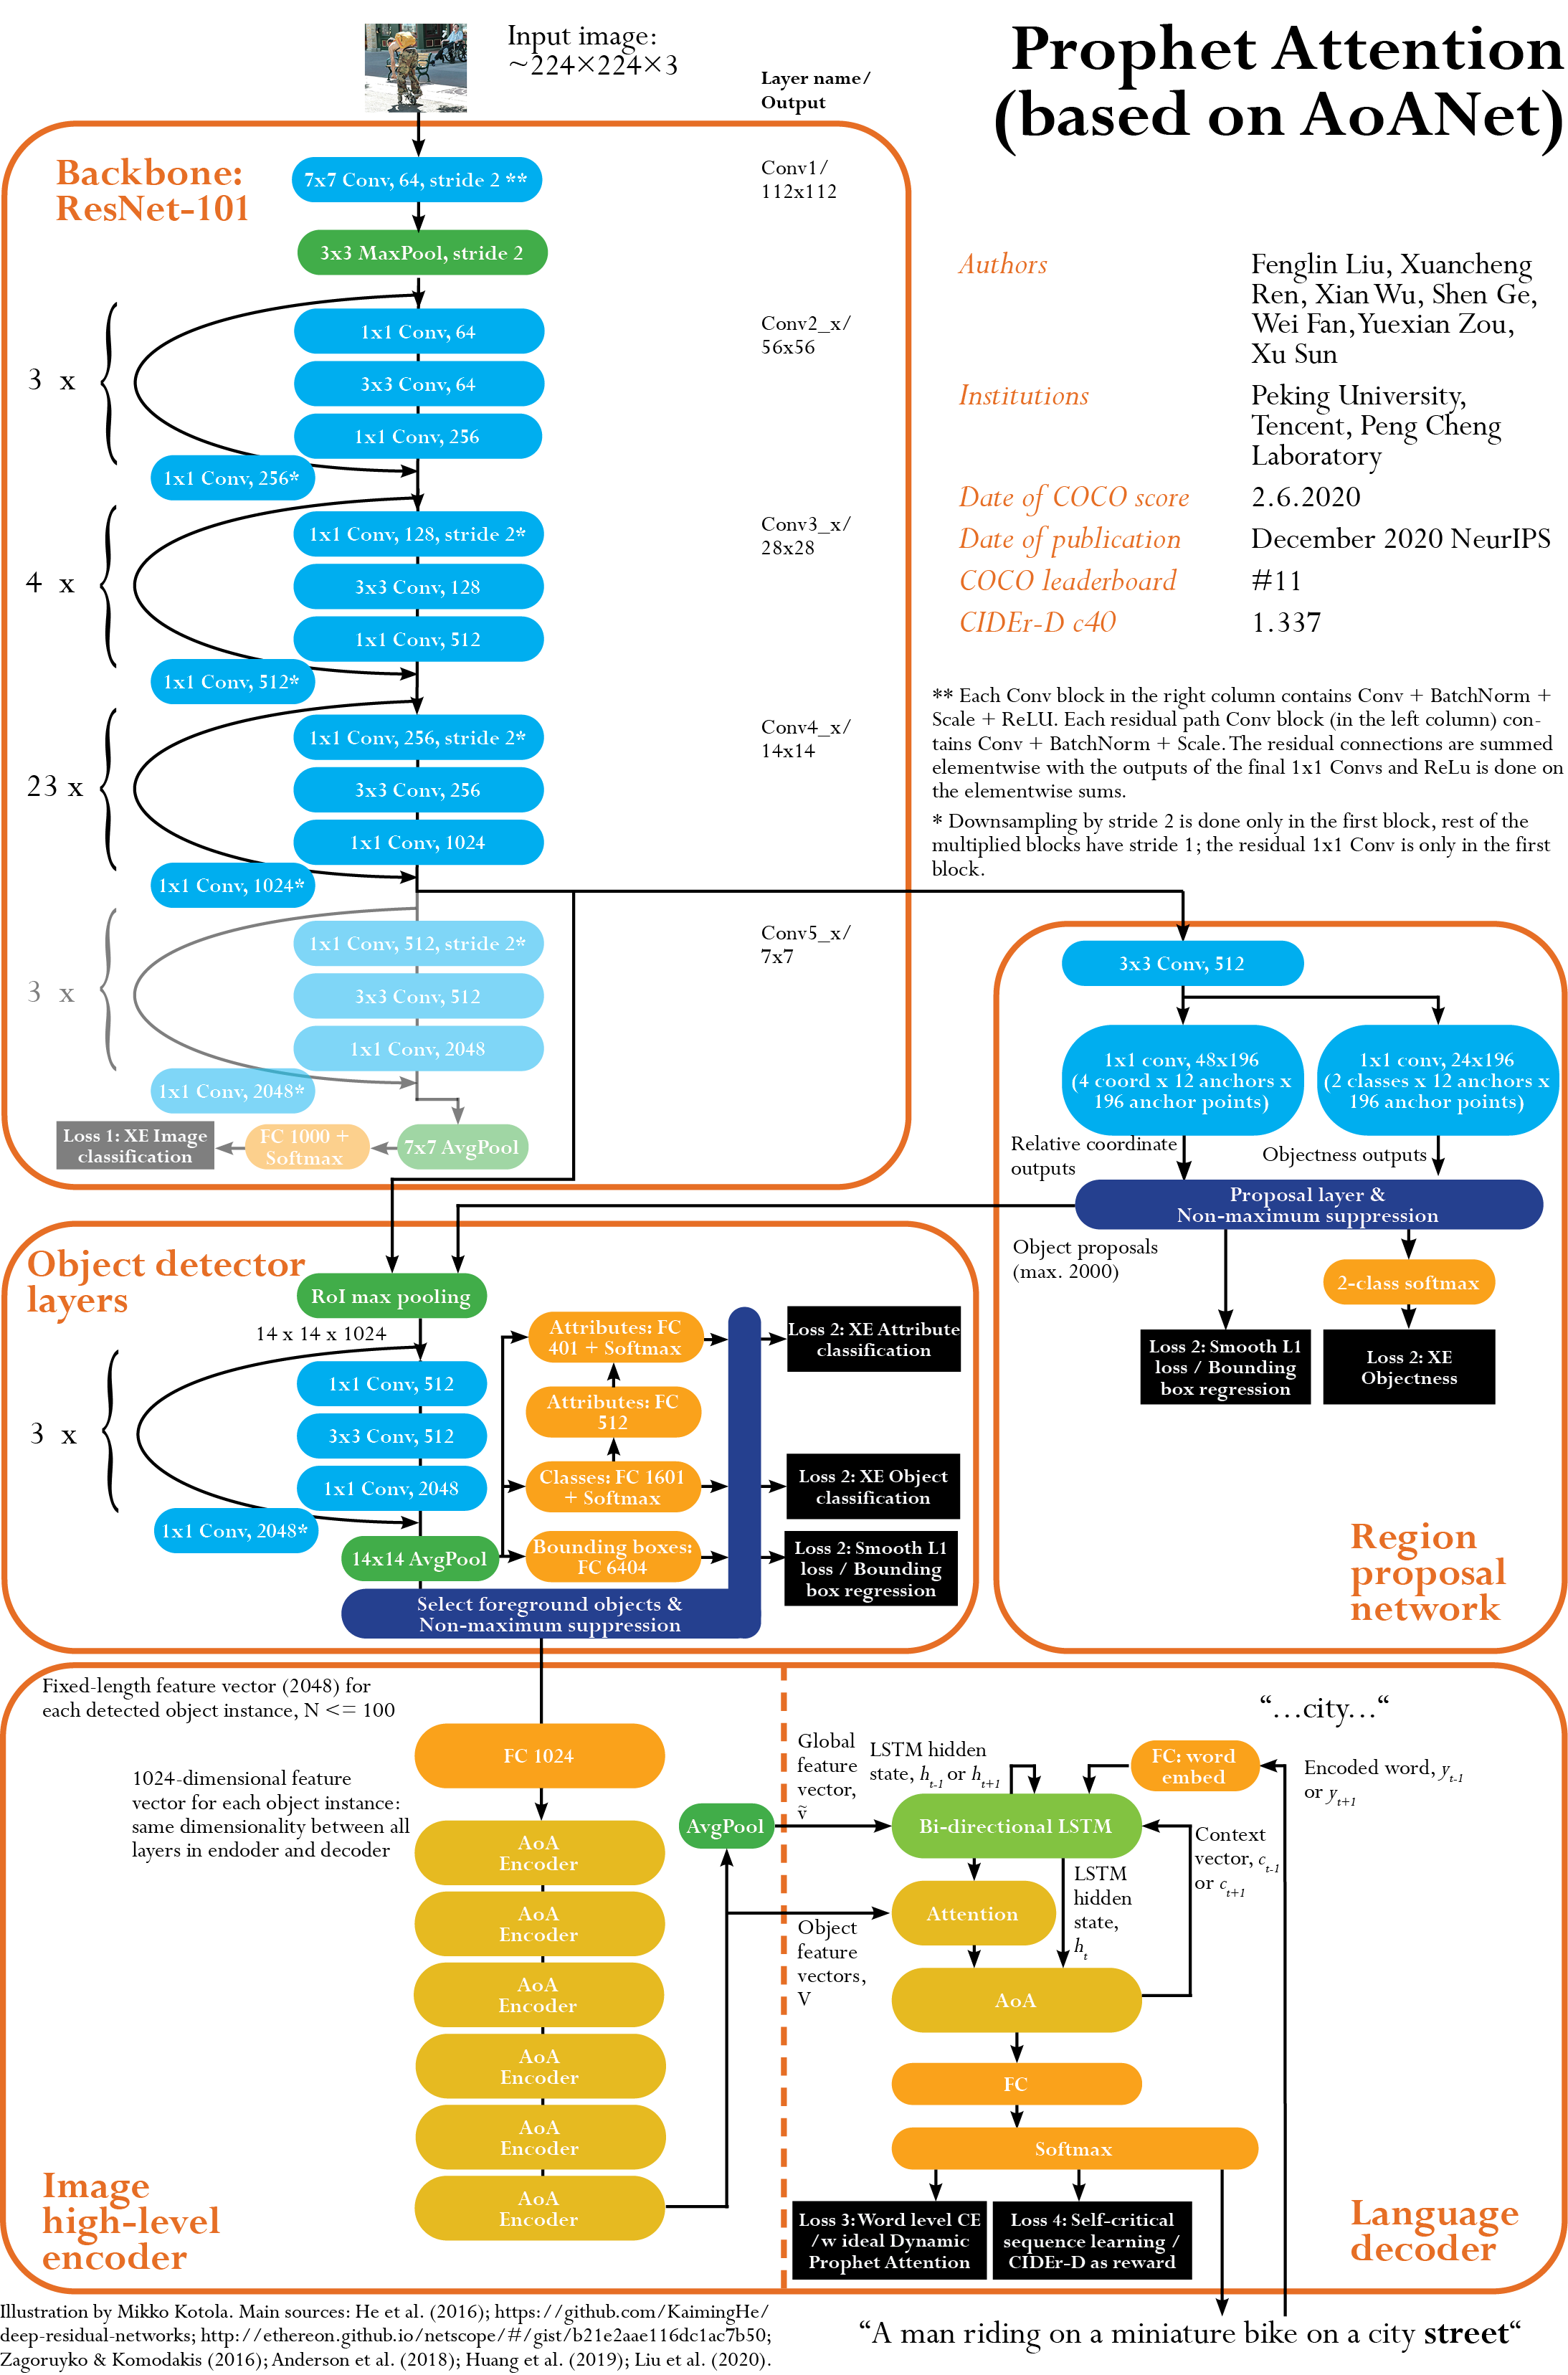 Input image:
~224×224×3
Layer name/
Output
Prophet Attention
(based on AoANet)
Backbone:
ResNet-101
7x7 Conv, 64, stride 2 **
Conv1/
112x112
3x3 MaxPool, stride 2
3 x
1x1 Conv, 64
3x3 Conv, 64
1x1 Conv, 256
1x1 Conv, 256*
Conv2_x/
56x56
4 x
1x1 Conv, 128, stride 2*
3x3 Conv, 128
1x1 Conv, 512
1x1 Conv, 512*
Conv3_x/
28x28
23 x
1x1 Conv, 256, stride 2*
3x3 Conv, 256
1x1 Conv, 1024
1x1 Conv, 1024*
Conv4_x/
14x14
3 x
1x1 Conv, 512, stride 2*
3x3 Conv, 512
1x1 Conv, 2048
1x1 Conv, 2048*
Conv5_x/
7x7
7x7 AvgPool
FC 1000 +
Softmax
Loss 1: XE Image
classification
Authors
Fenglin Liu, Xuancheng
Ren, Xian Wu, Shen Ge,
Wei Fan, Yuexian Zou,
Xu Sun
Institutions
Peking University,
Tencent, Peng Cheng
Laboratory
Date of COCO score 2.6.2020
Date of publication December 2020 NeurIPS
COCO leaderboard #11
CIDEr-D c40 1.337
** Each Conv block in the right column contains Conv + BatchNorm +
Scale + ReLU. Each residual path Conv block (in the left column) con-
tains Conv + BatchNorm + Scale. The residual connections are summed
elementwise with the outputs of the final 1x1 Convs and ReLu is done on
the elementwise sums.
* Downsampling by stride 2 is done only in the first block, rest of the
multiplied blocks have stride 1; the residual 1x1 Conv is only in the first
block.
3x3 Conv, 512
1x1 conv, 48x196
(4 coord x 12 anchors x
196 anchor points)
1x1 conv, 24x196
(2 classes x 12 anchors x
196 anchor points)
Relative coordinate
outputs
Objectness outputs
Proposal layer &
Non-maximum suppression
Object proposals
(max. 2000)
2-class softmax
Loss 2: Smooth L1
loss / Bounding
box regression
Loss 2: XE
Objectness
Region
proposal
network
Object detector
layers
RoI max pooling
14 x 14 x 1024
3 x
1x1 Conv, 512
3x3 Conv, 512
1x1 Conv, 2048
1x1 Conv, 2048*
14x14 AvgPool
Attributes: FC
401 + Softmax
Attributes: FC
512
Classes: FC 1601
+ Softmax
Bounding boxes:
FC 6404
Loss 2: XE Attribute
classification
Loss 2: XE Object
classification
Loss 2: Smooth L1
loss / Bounding
box regression
Select foreground objects &
Non-maximum suppression
Fixed-length feature vector (2048) for
each detected object instance, N <= 100
FC 1024
1024-dimensional feature
vector for each object instance:
same dimensionality between all
layers in endoder and decoder
AoA
Encoder
AoA
Encoder
AoA
Encoder
AoA
Encoder
AoA
Encoder
AoA
Encoder
Image
high-level
encoder
AvgPool
Global
feature
vector,
ṽ
Object
feature
vectors,
V
LSTM hidden
state, h t-1 or h t+1
“...city...“
FC: word
embed
Encoded word, y t-1
or y t+1
Bi-directional LSTM
Context
vector, c t-1
or c t+1
LSTM
hidden
state,
h t
Attention
AoA
FC
Softmax
Loss 3: Word level CE
/w ideal Dynamic
Prophet Attention
Loss 4: Self-critical
sequence learning /
CIDEr-D as reward
Language
decoder
“A man riding on a miniature bike on a city street“
Illustration by Mikko Kotola. Main sources: He et al. (2016); https://github.com/KaimingHe/
deep-residual-networks; http://ethereon.github.io/netscope/#/gist/b21e2aae116dc1ac7b50;
Zagoruyko & Komodakis (2016); Anderson et al. (2018); Huang et al. (2019); Liu et al. (2020).